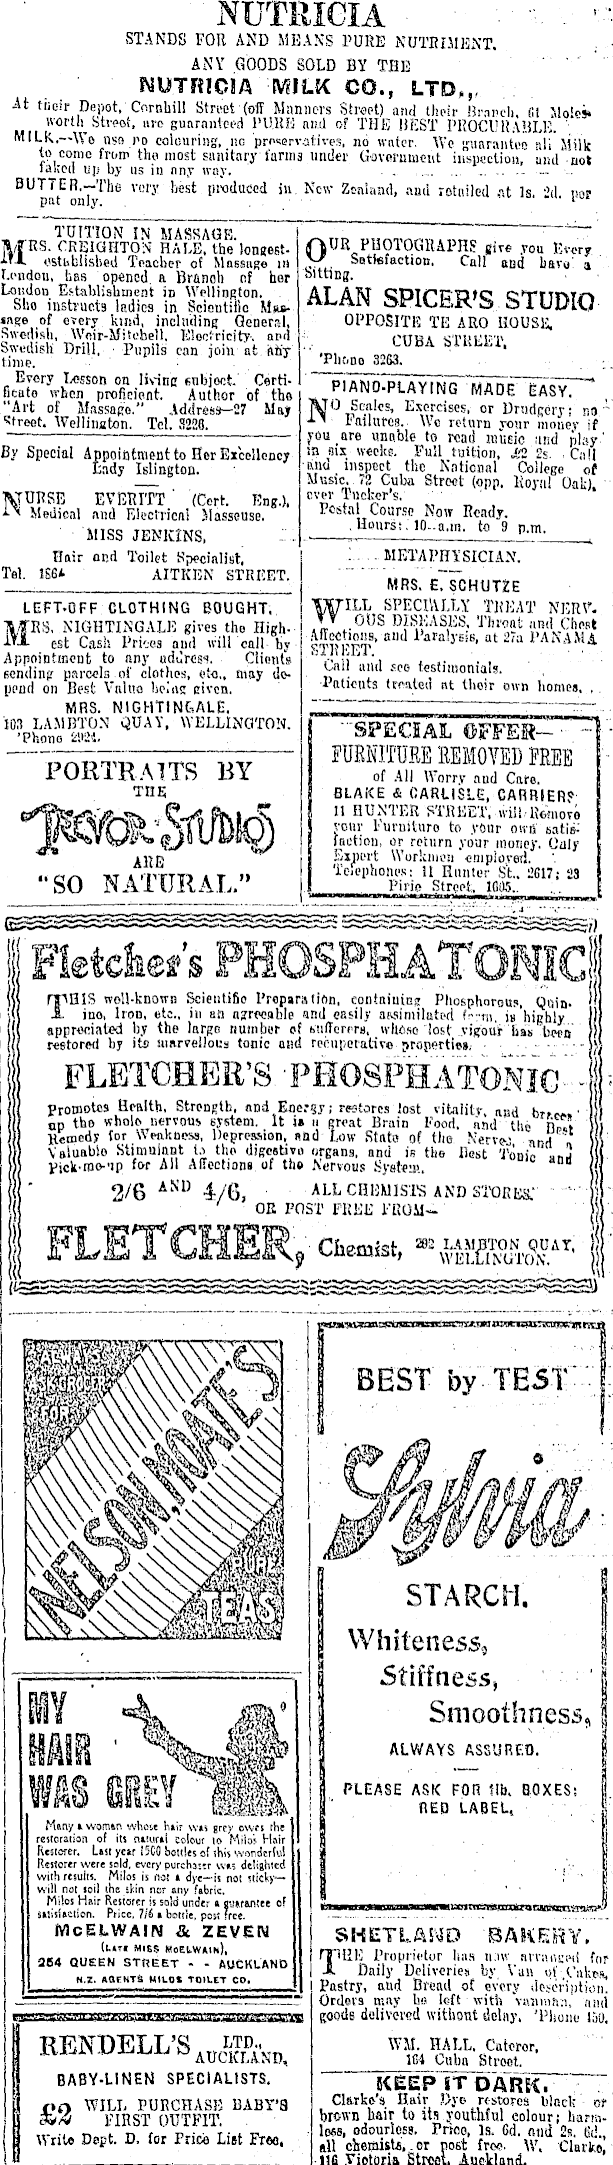 NUTRICIA
STANDS FOR AND MEANS PURE NUTRIMENT.
ANY GOODS SOLD BY THE
NUTRICIA MILK CO., LTD.,
At their Depot, Cornhill Street (off Manners Street) and their Branch, 61 Moles-
worth Street, are guaranteed PURE and of THE BEST PROCURABLE.
MILK.—We use no colouring, no preservatives, no water. We guarantee all Milk
to come from the most sanitary farms under Government inspection, and not
faked up by us in any way.
BUTTER.—The very best produced in New Zealand, and retailed at 1s. 2d. per
pat only.
TUITION IN MASSAGE.
MRS. CREIGHTON HALE, the longest-
established Teacher of Massage in
London, has opened a Branch of her
London Establishment in Wellington.
She instructs ladies in Scientific Mas-
sage of every kind, including General,
Swedish, Weir-Mitchell, Electricity, and
Swedish Drill. Pupils can join at any
time.
Every Lesson on living subject. Certi-
ficate when proficient. Author of the
"Art of Massage." Address—27 May
Street, Wellington. Tel. 3226.
By Special Appointment to Her Excellency
Lady Islington.
NURSE EVERITT (Cert. Eng.),
Medical and Electrical Masseuse.
MISS JENKINS,
Hair and Toilet Specialist,
Tel. 1864 AITKEN STREET.
LEFT-OFF CLOTHING BOUGHT.
MRS. NIGHTINGALE gives the High-
est Cash Prices and will call by
Appointment to any address. Clients
sending parcels of clothes, etc., may de-
pend on Best Value being given.
MRS. NIGHTINGALE,
103 LAMBTON QUAY, WELLINGTON.
'Phone 2924.
PORTRAITS BY
THE
TREVOR STUDIO
ARE
"SO NATURAL."
OUR PHOTOGRAPHS give you Every
Satisfaction. Call and have a
Sitting.
ALAN SPICER'S STUDIO
OPPOSITE TE ARO HOUSE,
CUBA STREET,
'Phone 3263.
PIANO-PLAYING MADE EASY.
NO Scales, Exercises, or Drudgery; no
Failures. We return your money if
you are unable to read music and play
in six weeks. Full tuition, £2 2s. Call
and inspect the National College of
Music, 72 Cuba Street (opp. Royal Oak),
over Tucker's.
Postal Course Now Ready.
Hours: 10 a.m. to 9 p.m.
METAPHYSICIAN.
MRS. E. SCHUTZE
WILL SPECIALLY TREAT NERV-
OUS DISEASES, Throat and Chest
Affections, and Paralysis, at 27a PANAMA
STREET.
Call and see testimonials.
Patients treated at their own homes.
SPECIAL OFFER—
FURNITURE REMOVED FREE
of All Worry and Care.
BLAKE & CARLISLE, CARRIERS
11 HUNTER STREET, will Remove
your Furniture to your own satis-
faction, or return your money. Only
Expert Workmen employed.
Telephones: 11 Hunter St., 2617; 23
Pirie Street, 1605.
Fletcher's PHOSPHATONIC
THIS well-known Scientific Preparation, containing Phosphorous, Quin-
ine, Iron, etc., in an agreeable and easily assimilated form, is highly
appreciated by the large number of sufferers, whose lost vigour has been
restored by its marvellous tonic and recuperative properties.
FLETCHER'S PHOSPHATONIC
Promotes Health, Strength, and Energy; restores lost vitality, and braces
up the whole nervous system. It is a great Brain Food, and the Best
Remedy for Weakness, Depression, and Low State of the Nerves, and a
Valuable Stimulant to the digestive organs, and is the Best Tonic and
Pick-me-up for All Affections of the Nervous System.
2/6 AND 4/6, ALL CHEMISTS AND STORES.
OR POST FREE FROM—
FLETCHER, Chemist, 282 LAMBTON QUAY,
WELLINGTON.
FOR
NELSON, MOATE'S
PURE
TEAS
MY
HAIR
WAS GREY
Many a woman whose hair was grey owes the
restoration of its natural colour to Milos Hair
Restorer. Last year 1500 bottles of this wonderful
Restorer were sold, every purchaser was delighted
with results. Milos is not a dye—is not sticky—
will not soil the skin nor any fabric.
Milos Hair Restorer is sold under a guarantee of
satisfaction. Price, 7/6 a bottle, post free.
McELWAIN & ZEVEN
(LATE MISS McELWAIN),
254 QUEEN STREET - - AUCKLAND
N.Z. AGENTS MILOS TOILET CO.
RENDELL'S LTD.,
AUCKLAND,
BABY-LINEN SPECIALISTS.
£2 WILL PURCHASE BABY'S
FIRST OUTFIT.
Write Dept. D. for Price List Free.
BEST by TEST
Sylvia
STARCH.
Whiteness,
Stiffness,
Smoothness,
ALWAYS ASSURED.
PLEASE ASK FOR 1lb. BOXES;
RED LABEL.
SHETLAND BAKERY.
THE Proprietor has now arranged for
Daily Deliveries by Van of Cakes,
Pastry, and Bread of every description.
Orders may be left with vanman, and
goods delivered without delay. 'Phone 150.
WM. HALL, Caterer,
164 Cuba Street.
KEEP IT DARK.
Clarke's Hair Dye restores black or
brown hair to its youthful colour; harm-
less, odourless. Price, 1s. 6d. and 2s. 6d.,
all chemists, or post free. W. Clarke,
116 Victoria Street, Auckland.